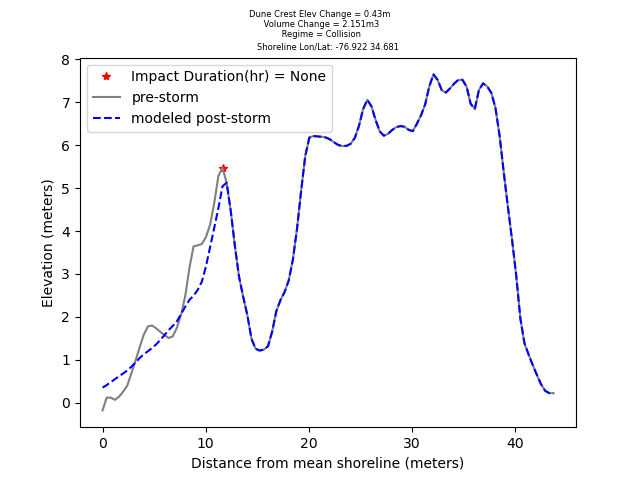 Dune Crest Elev Change = 0.43m
Volume Change = 2.151m3
Regime = Collision
Shoreline Lon/Lat: -76.922 34.681
Impact Duration(hr) = None
pre-storm
modeled post-storm
Elevation (meters)
8
7
6
5
4
3
2
1
0
0 10 20 30 40
Distance from mean shoreline (meters)